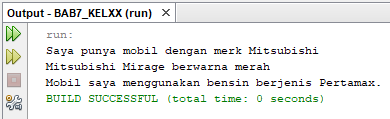 Output - BAB7_KELXX (run)
run:
Saya punya mobil dengan merk Mitsubishi
Mitsubishi Mirage berwarna merah
Mobil saya menggunakan bensin berjenis Pertamax.
BUILD SUCCESSFUL (total time: 0 seconds)